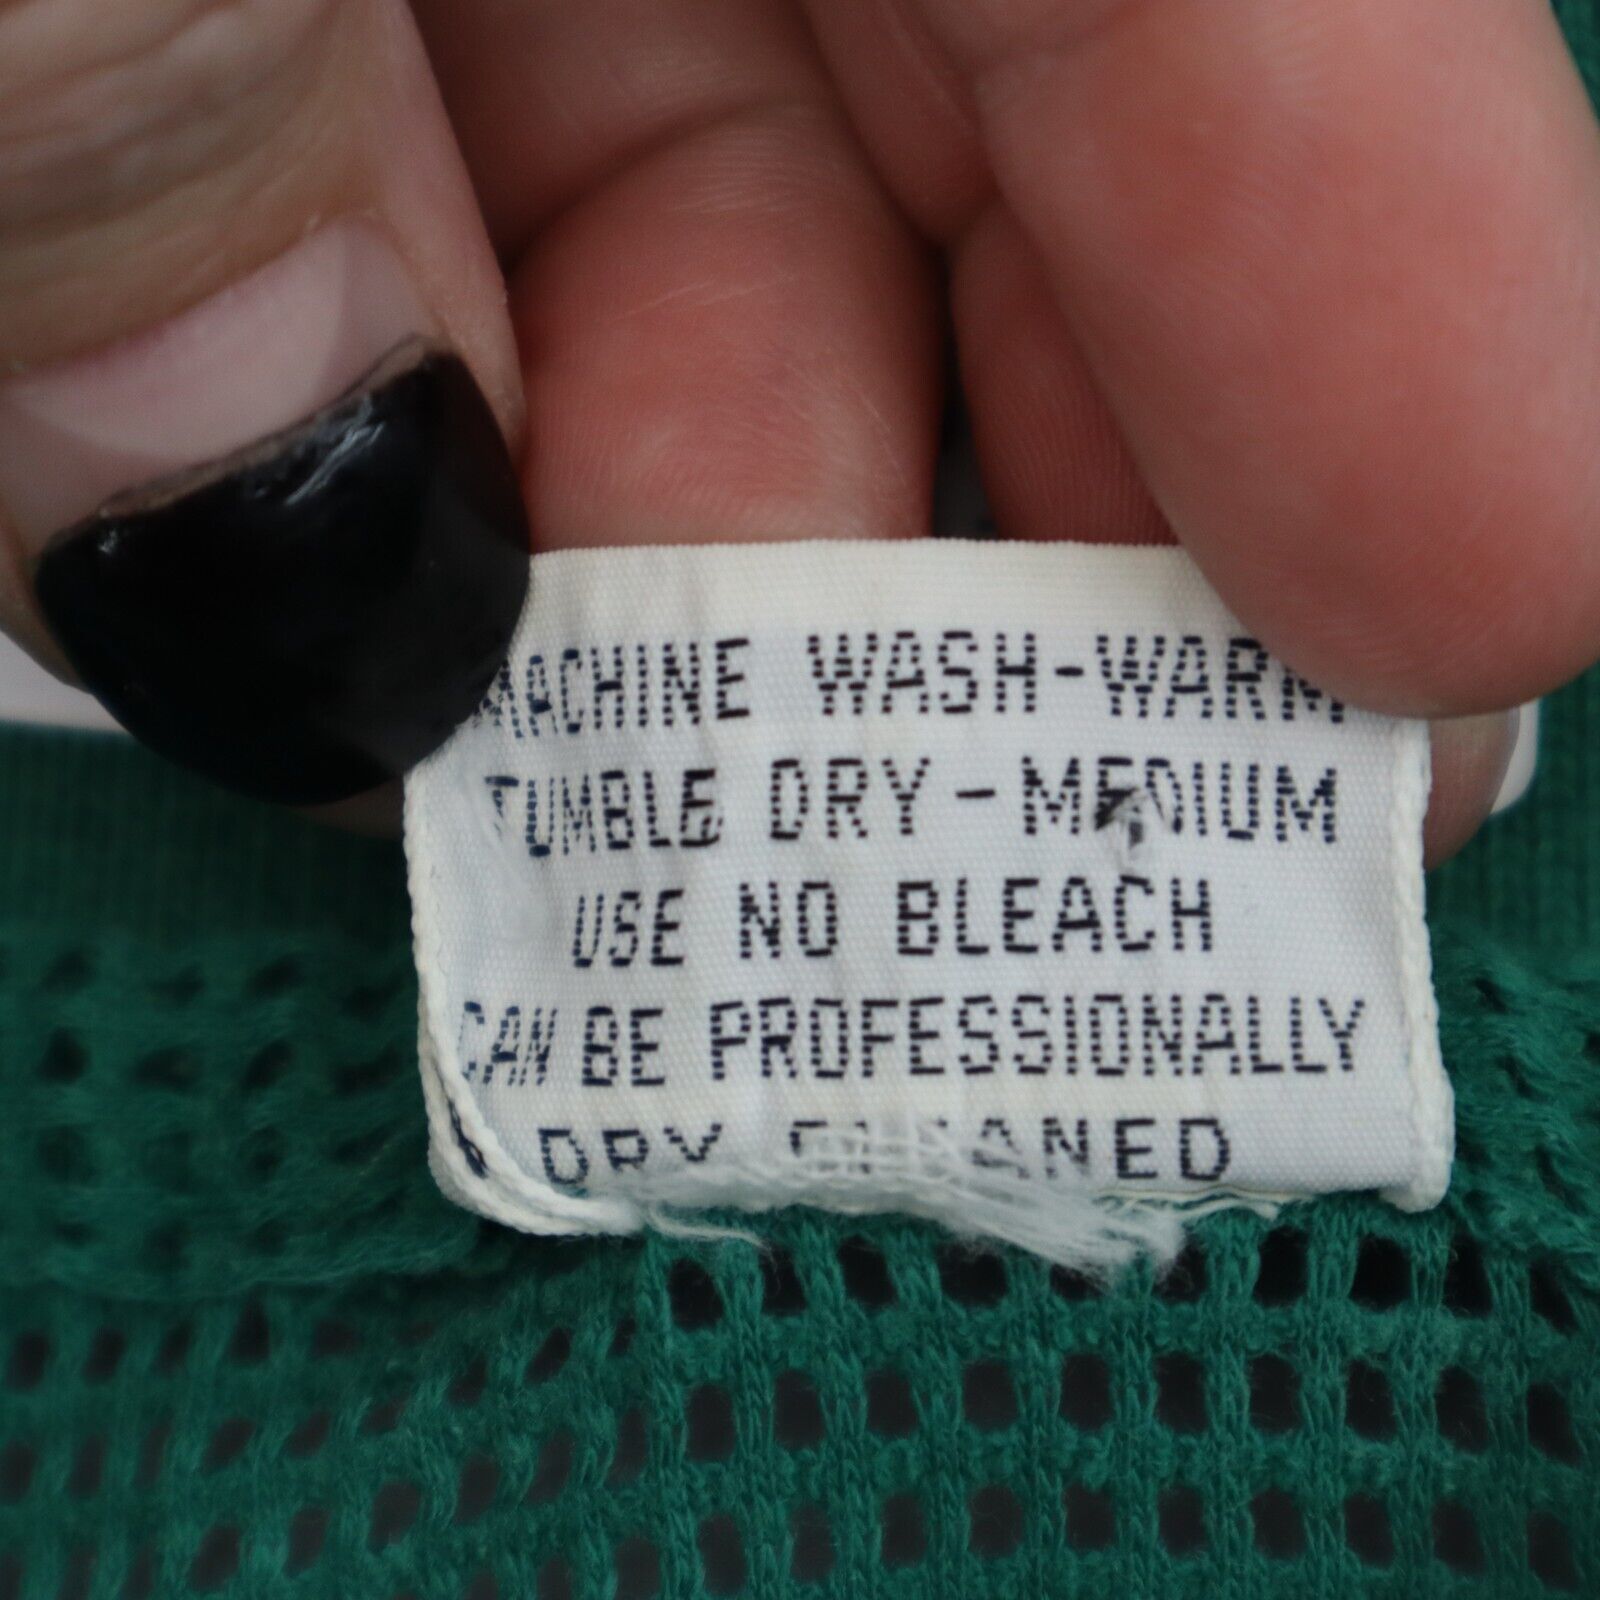 MACHINE WASH-WARM
TUMBLE DRY-MEDIUM
USE NO BLEACH
CAN BE PROFESSIONALLY
DRY CLEANED